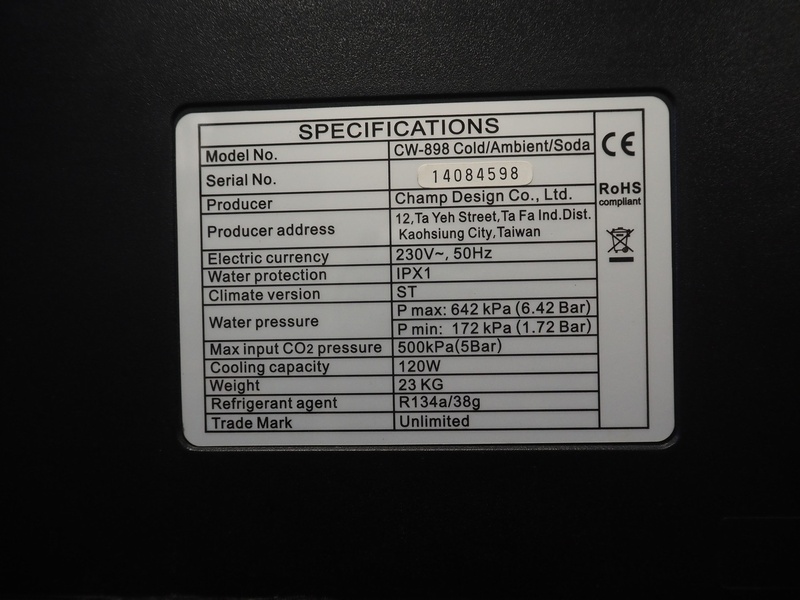 SPECIFICATIONS
Model No. CW-898 Cold/Ambient/Soda
Serial No. 14084598
Producer Champ Design Co., Ltd.
Producer address 12,Ta Yeh Street,Ta Fa Ind.Dist.
Kaohsiung City,Taiwan
Electric currency 230V~, 50Hz
Water protection IPX1
Climate version ST
Water pressure P max: 642 kPa (6.42 Bar)
P min: 172 kPa (1.72 Bar)
Max input CO2 pressure 500kPa(5Bar)
Cooling capacity 120W
Weight 23 KG
Refrigerant agent R134a/38g
Trade Mark Unlimited
CE
RoHS
compliant